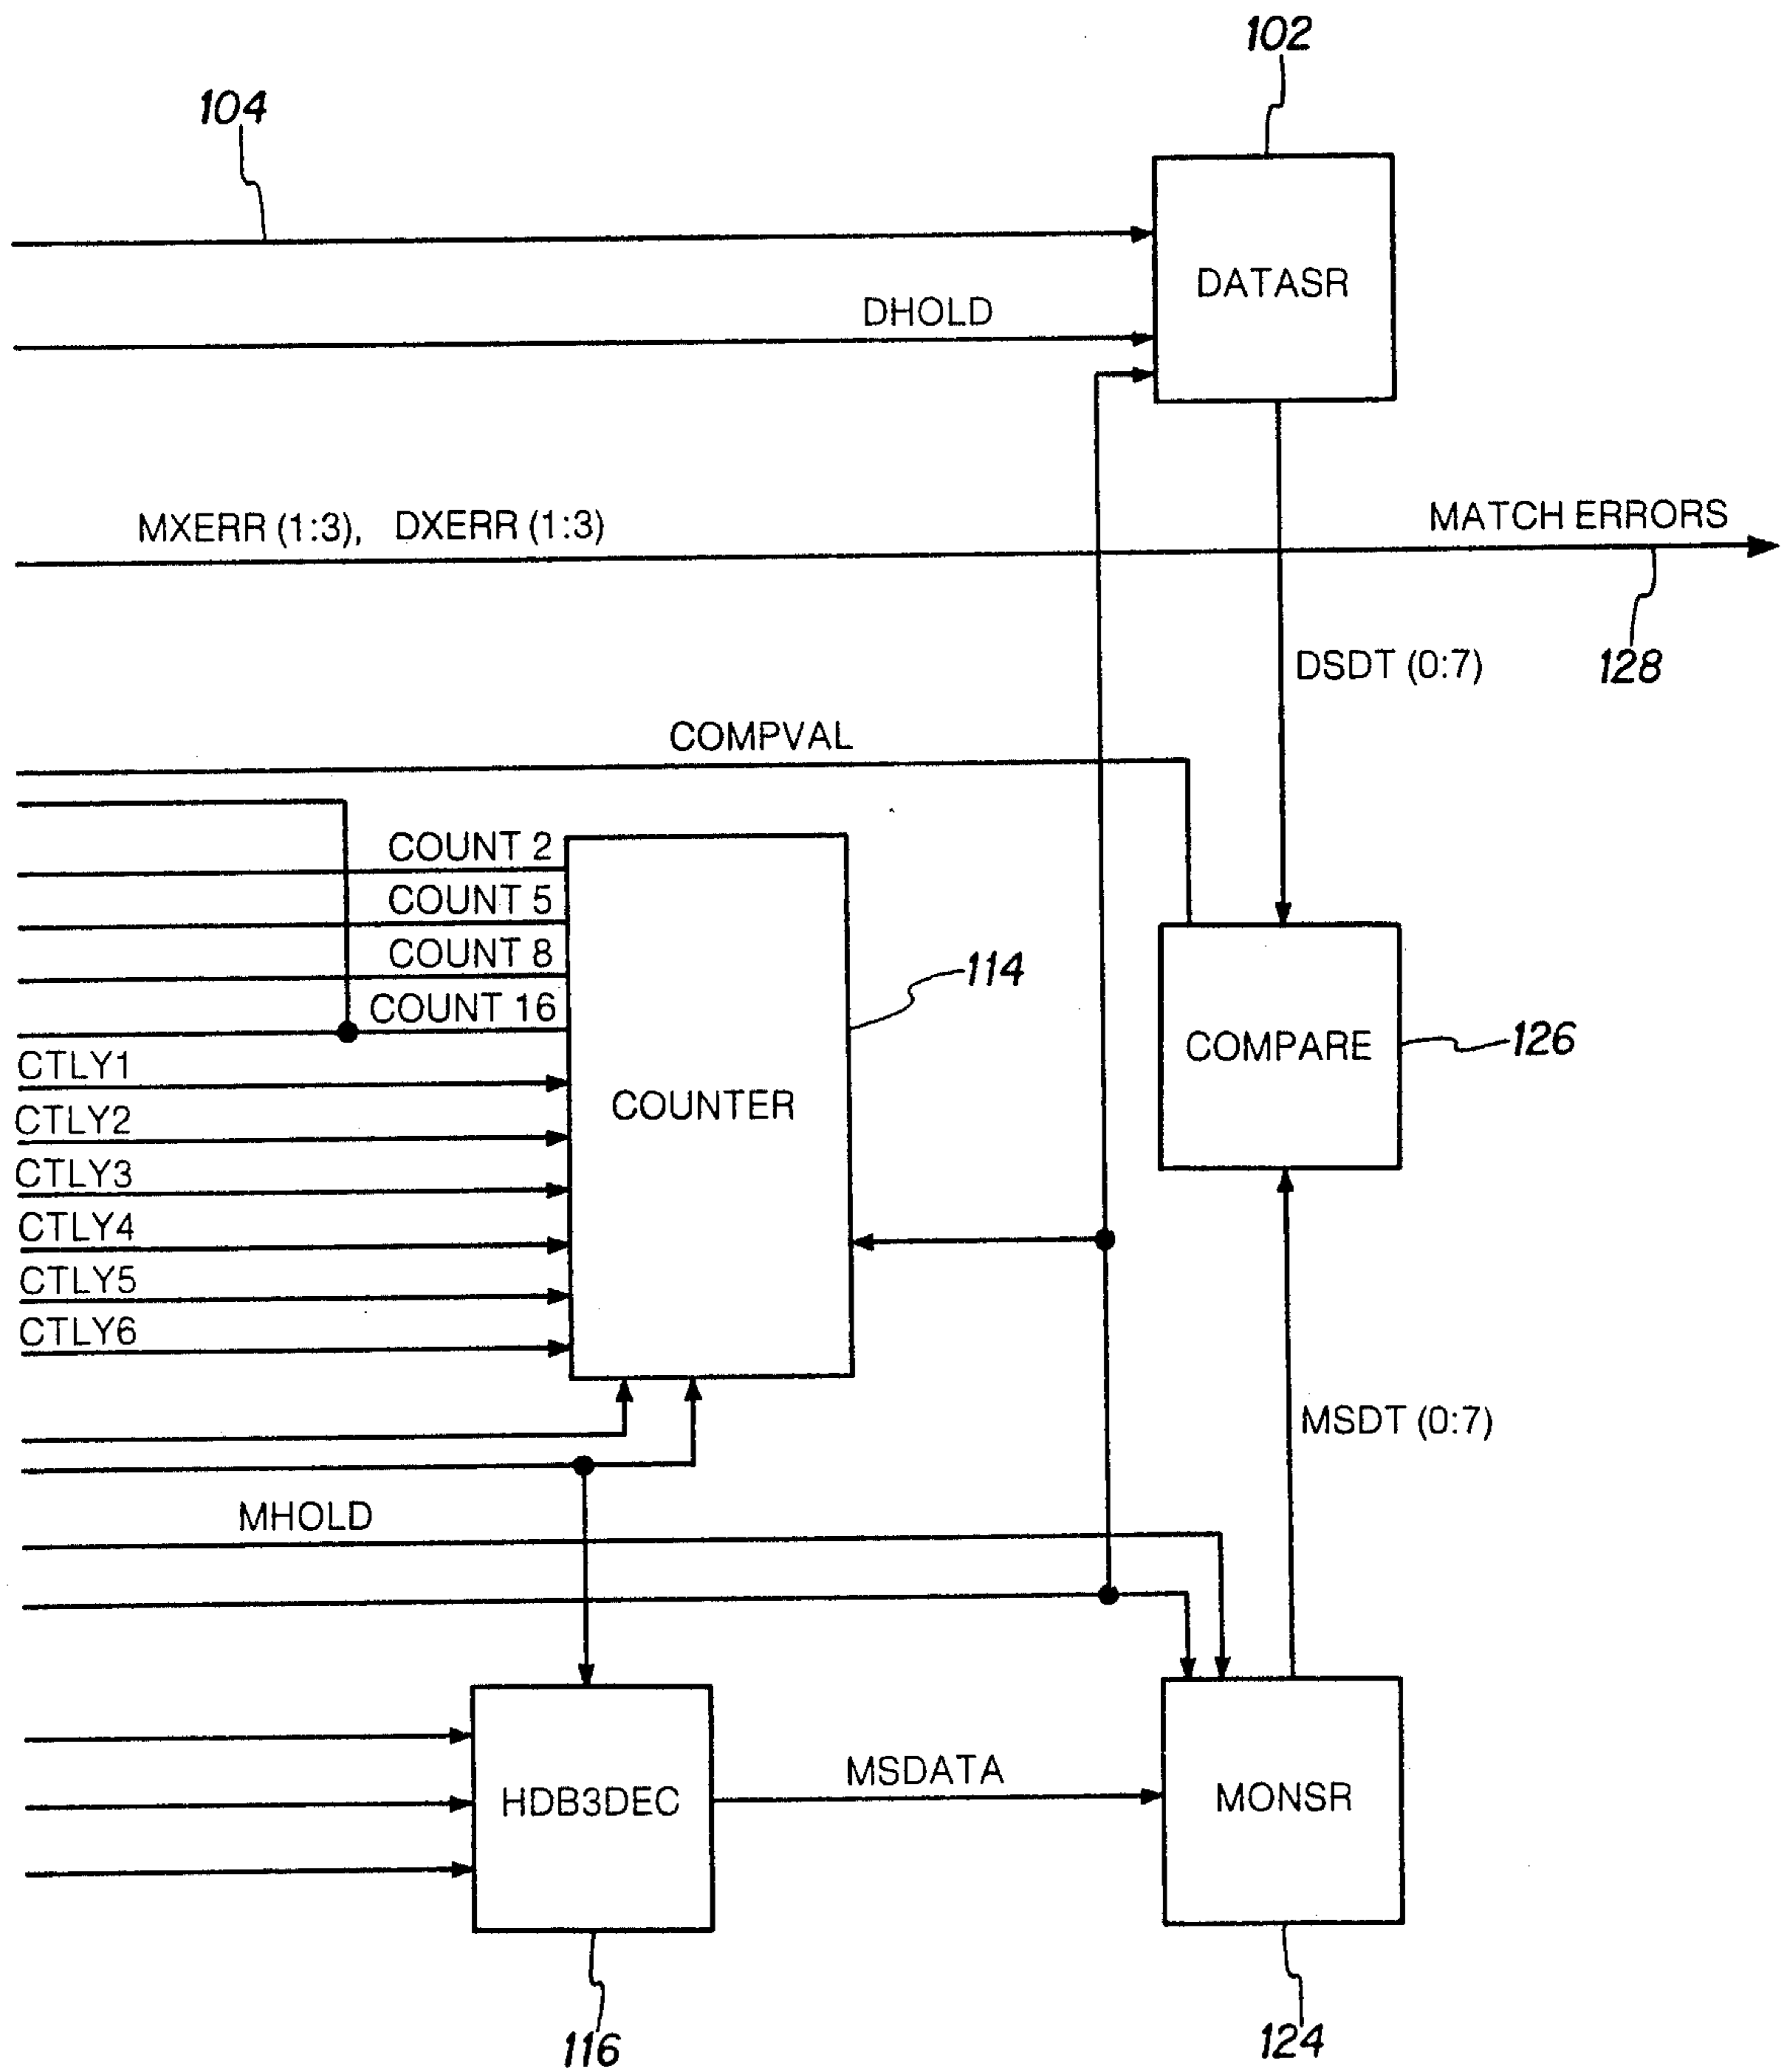 102
104
DATASR
DHOLD
MATCH ERRORS
MXERR (1:3), DXERR (1:3)
128
DSDT (0:7)
COMPVAL
COUNT 2
COUNT 5
COUNT 8
114
COUNT 16
126
COMPARE
CTLY1
COUNTER
CTLY2
CTLY3
CTLY4
CTLY5
CTLY6
MSDT (0:7)
MHOLD
MSDATA
HDB3DEC
MONSR
116
124